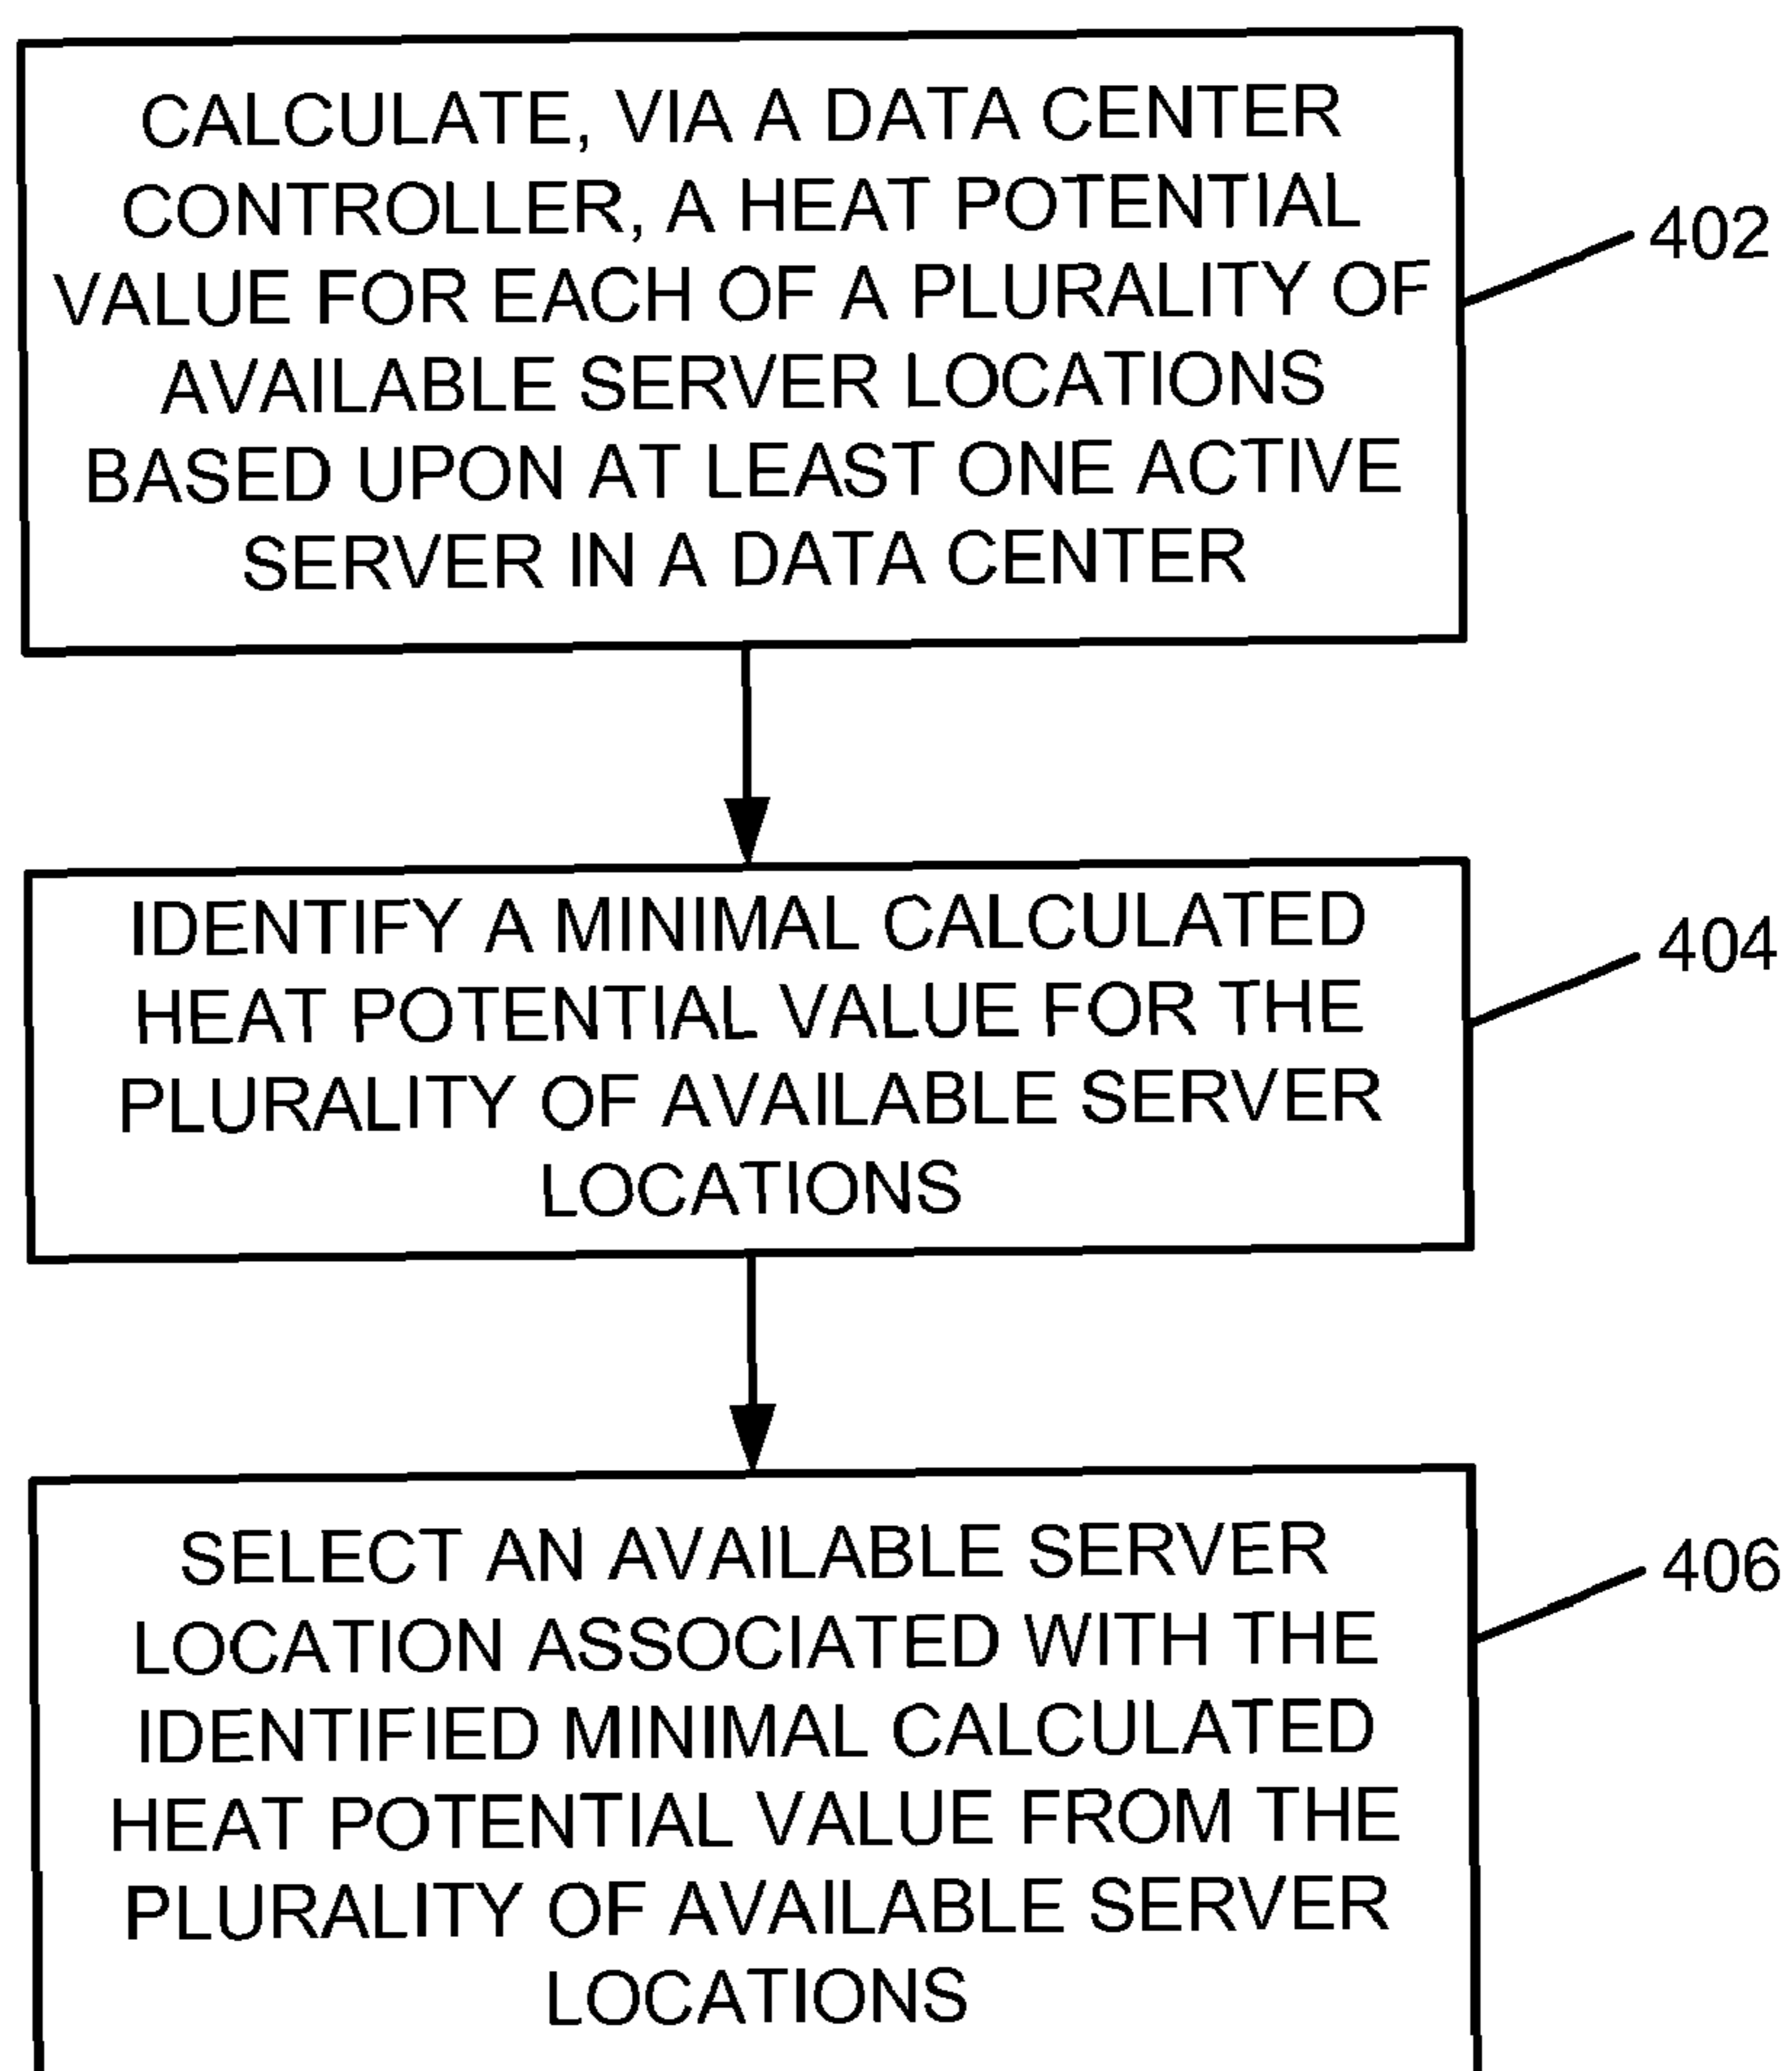 CALCULATE, VIA A DATA CENTER
CONTROLLER, A HEAT POTENTIAL
VALUE FOR EACH OF A PLURALITY OF
AVAILABLE SERVER LOCATIONS
BASED UPON AT LEAST ONE ACTIVE
SERVER IN A DATA CENTER
402
IDENTIFY A MINIMAL CALCULATED
HEAT POTENTIAL VALUE FOR THE
PLURALITY OF AVAILABLE SERVER
LOCATIONS
404
SELECT AN AVAILABLE SERVER
LOCATION ASSOCIATED WITH THE
IDENTIFIED MINIMAL CALCULATED
HEAT POTENTIAL VALUE FROM THE
PLURALITY OF AVAILABLE SERVER
LOCATIONS
406